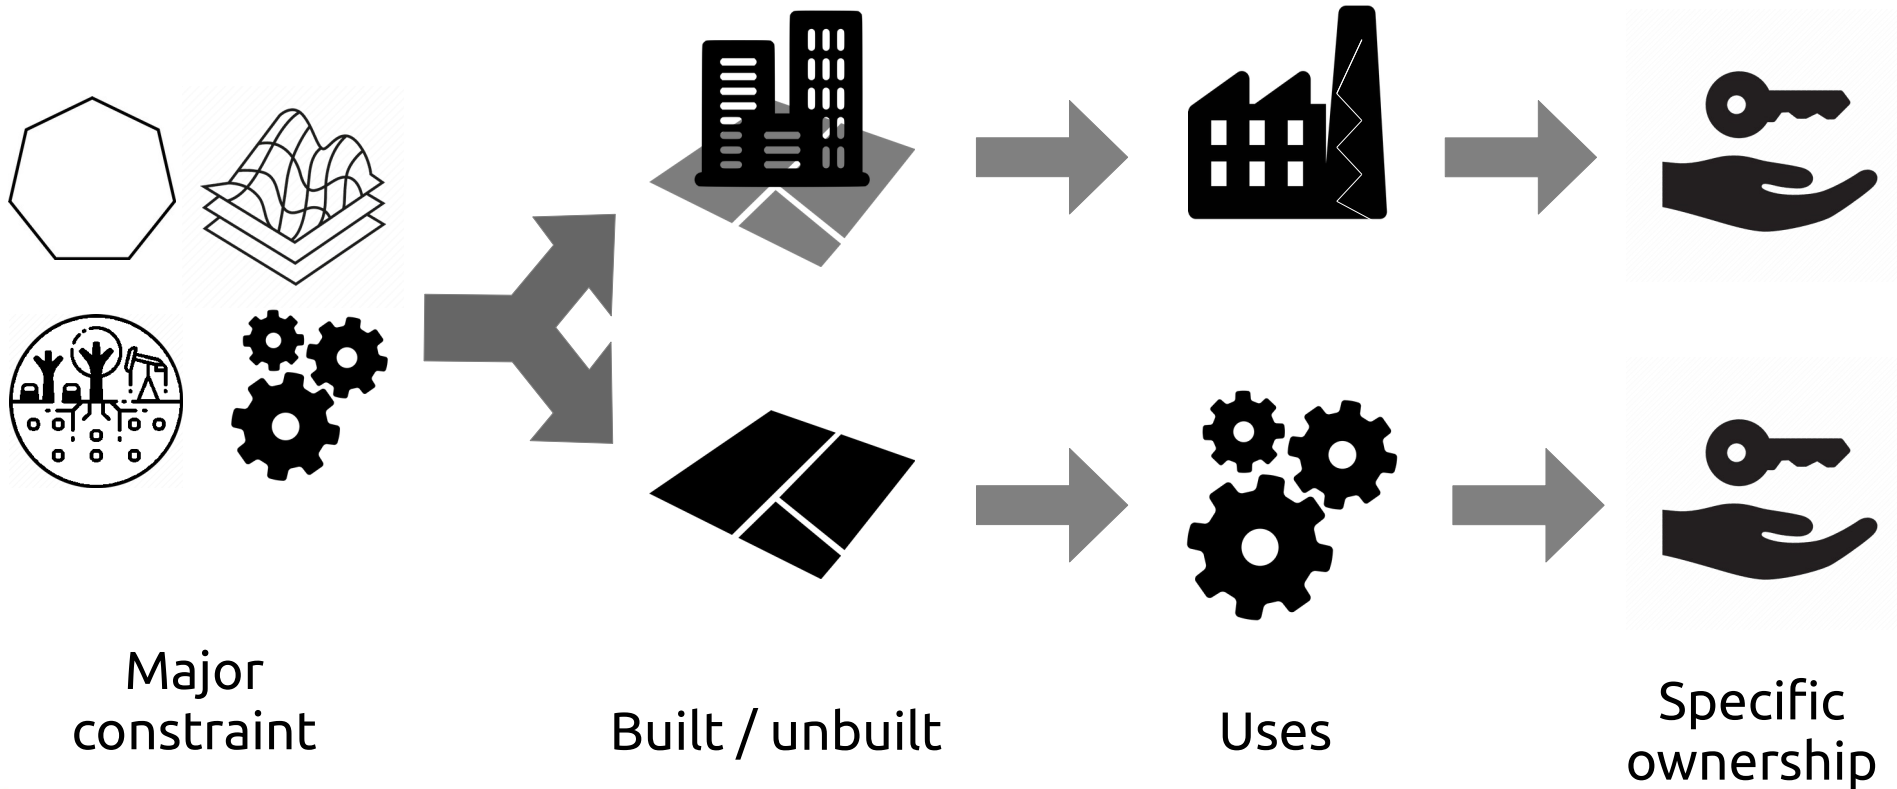 Major
constraint
Built / unbuilt
Uses
Specific
ownership